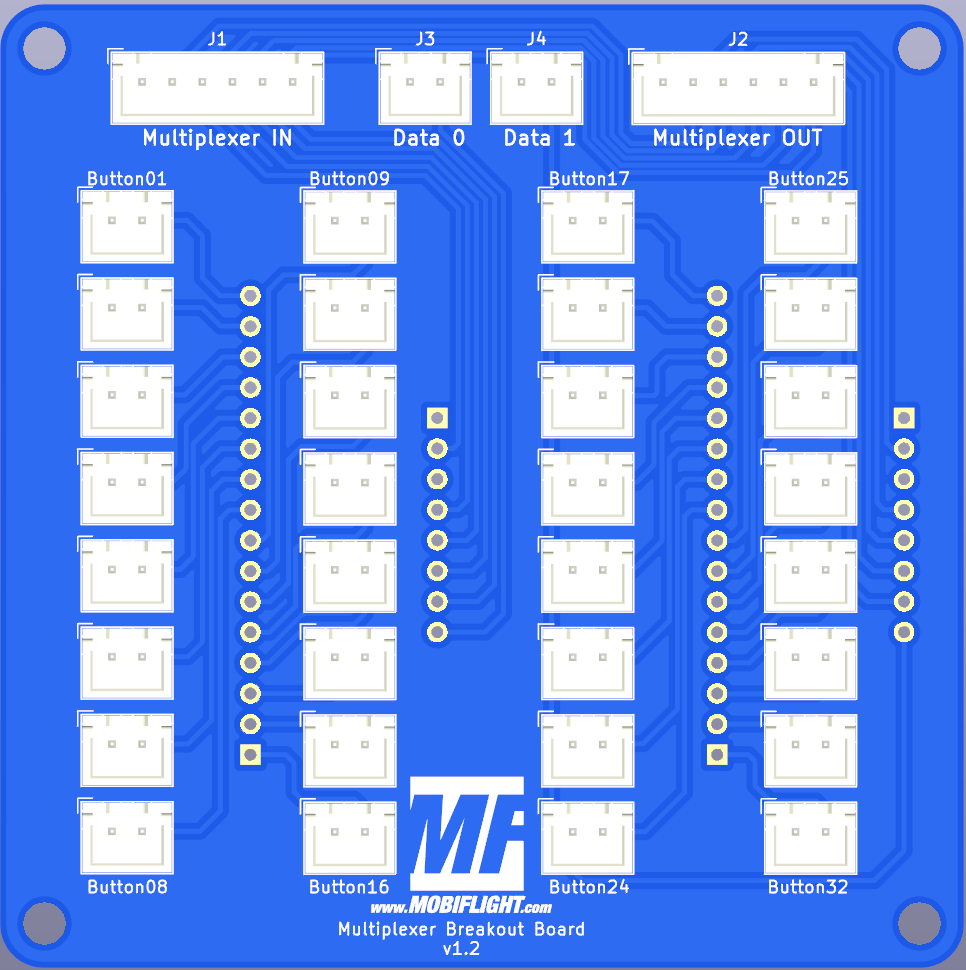 J1 J3 J4 J2
Multiplexer IN Data 0 Data 1 Multiplexer OUT
Button01 Button09 Button17 Button25
MF
Button08 Button16 Button24 Button32
www.MOBIFLIGHT.com
Multiplexer Breakout Board
v1.2